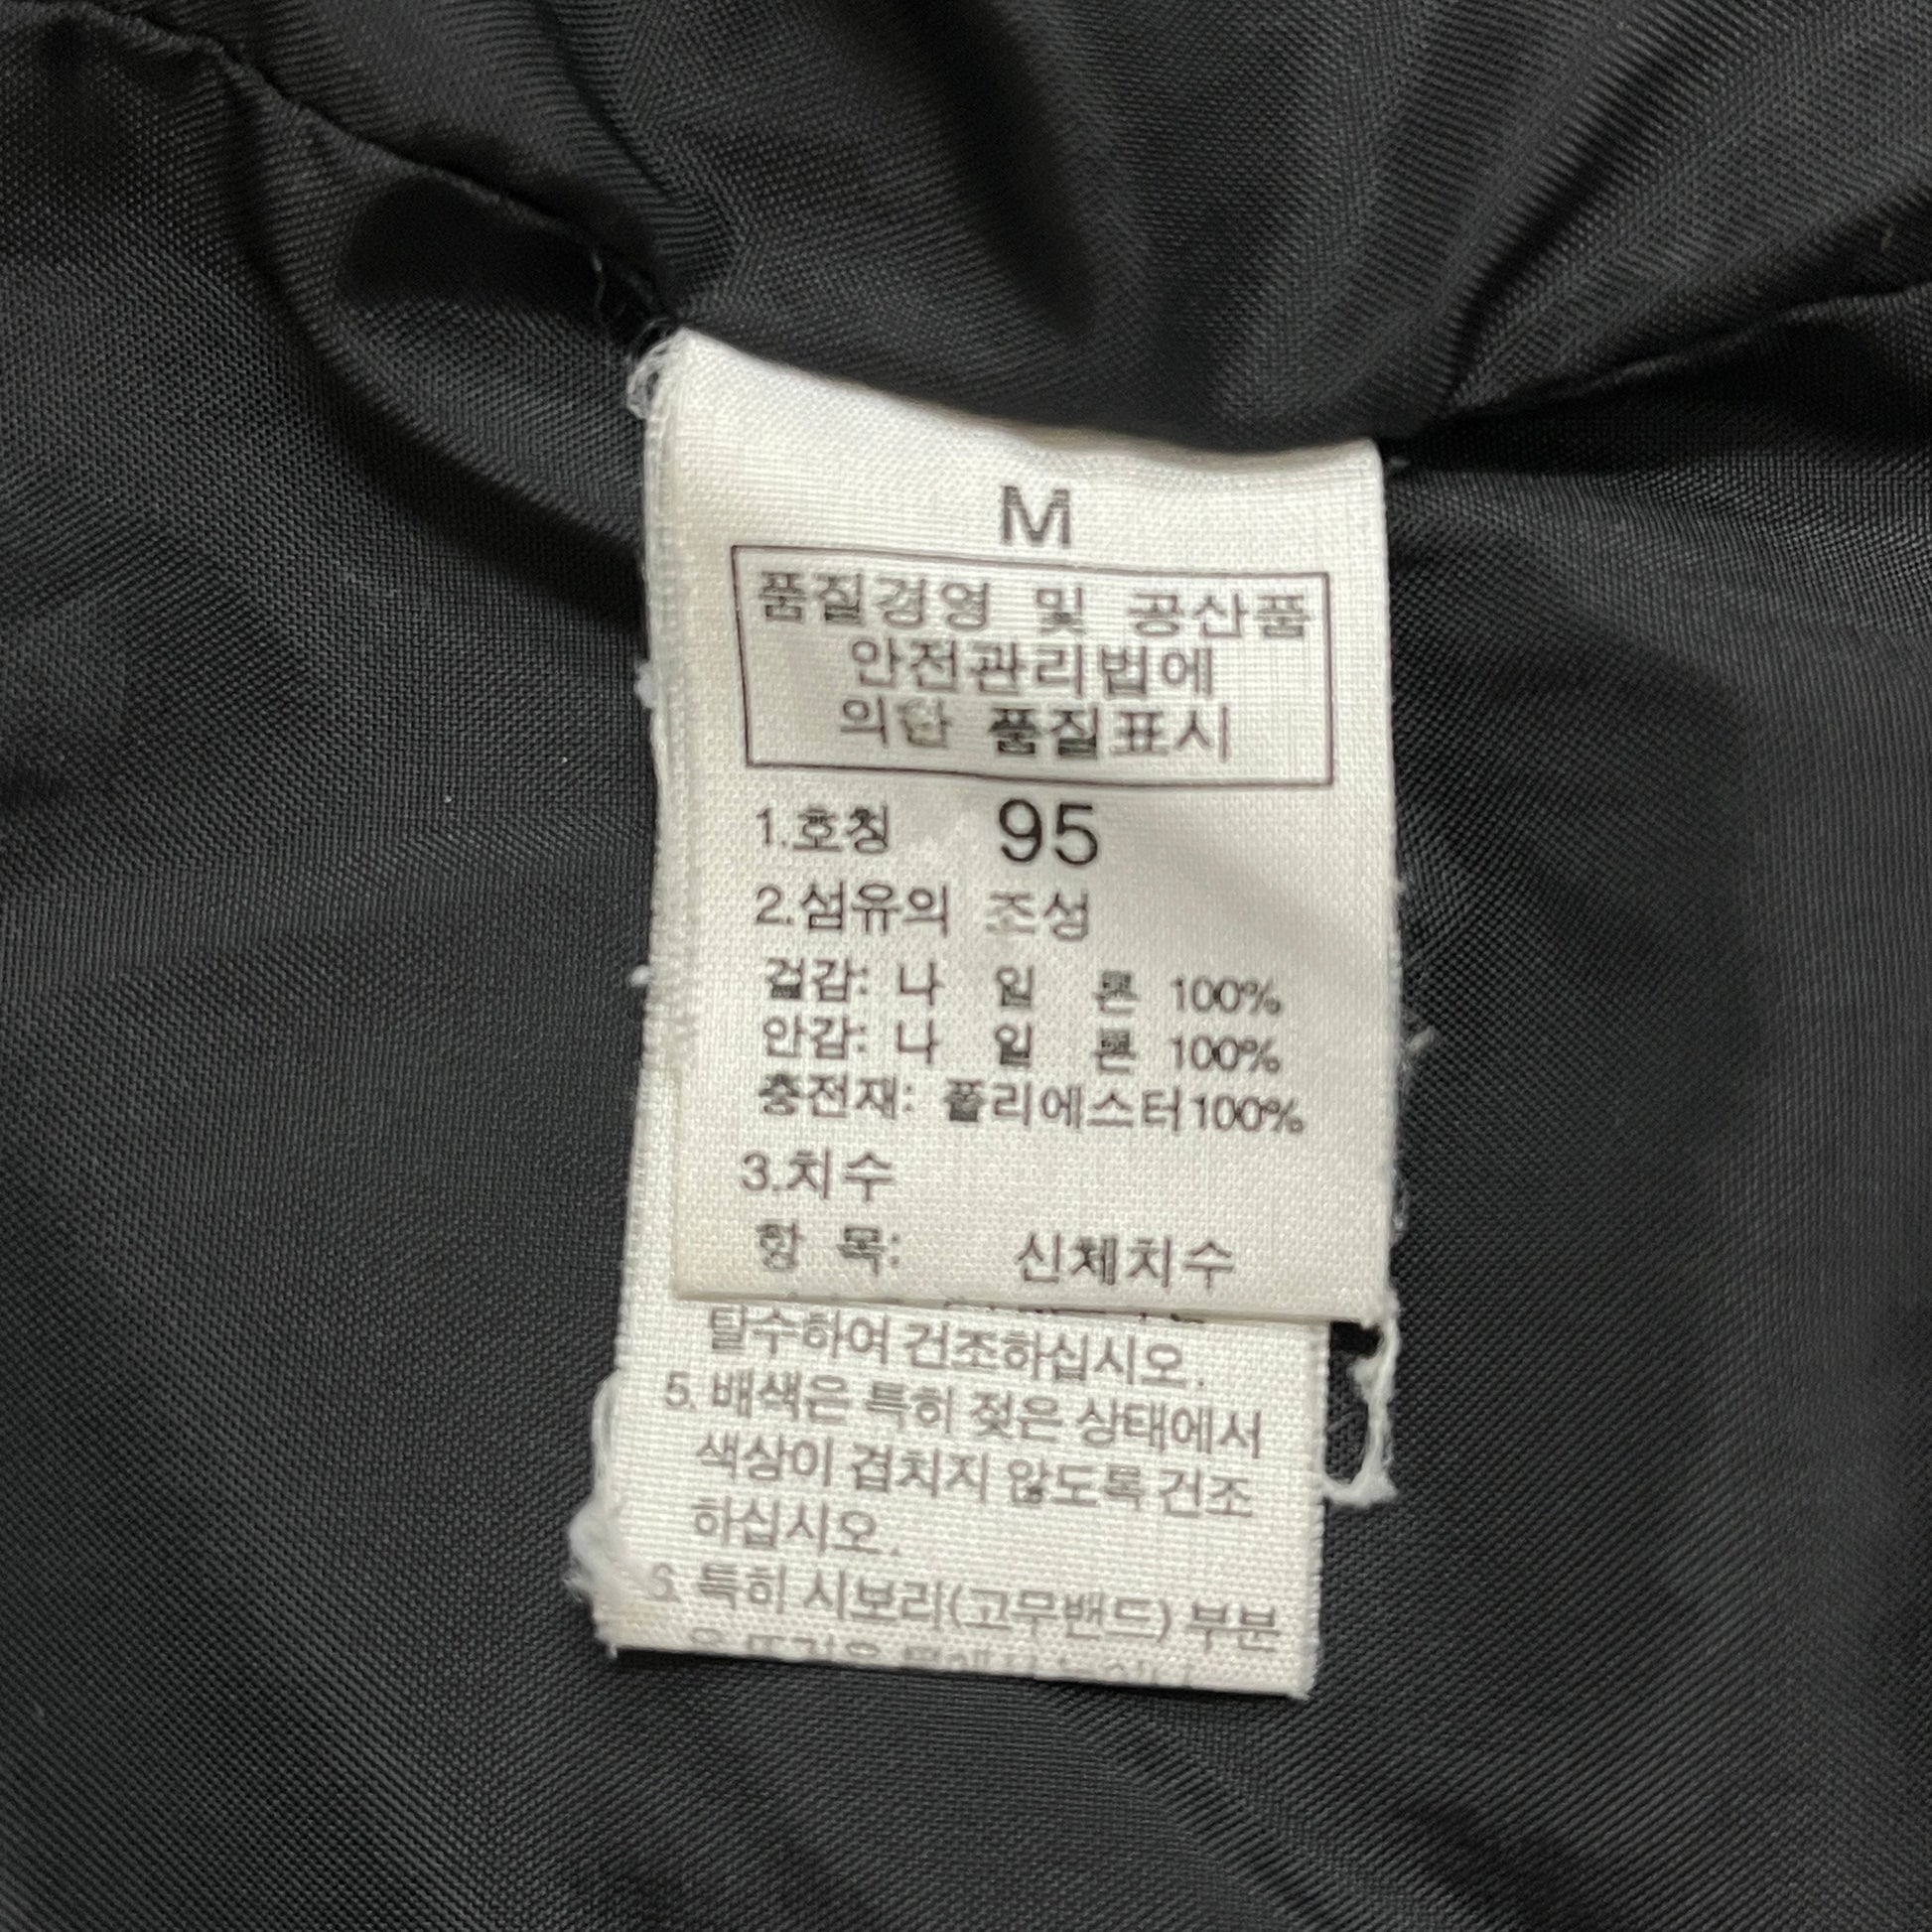 M
품질경영 및 공산품
안전관리법에
의한 품질표시
1.호칭 95
2.섬유의 조성
겉감: 나 일 론 100%
안감: 나 일 론 100%
충전재: 폴리에스터100%
3.치수
항 목: 신체치수
탈수하여 건조하십시오.
5. 배색은 특히 젖은 상태에서
색상이 겹치지 않도록 건조
하십시오.
6. 특히 시보리(고무밴드) 부분